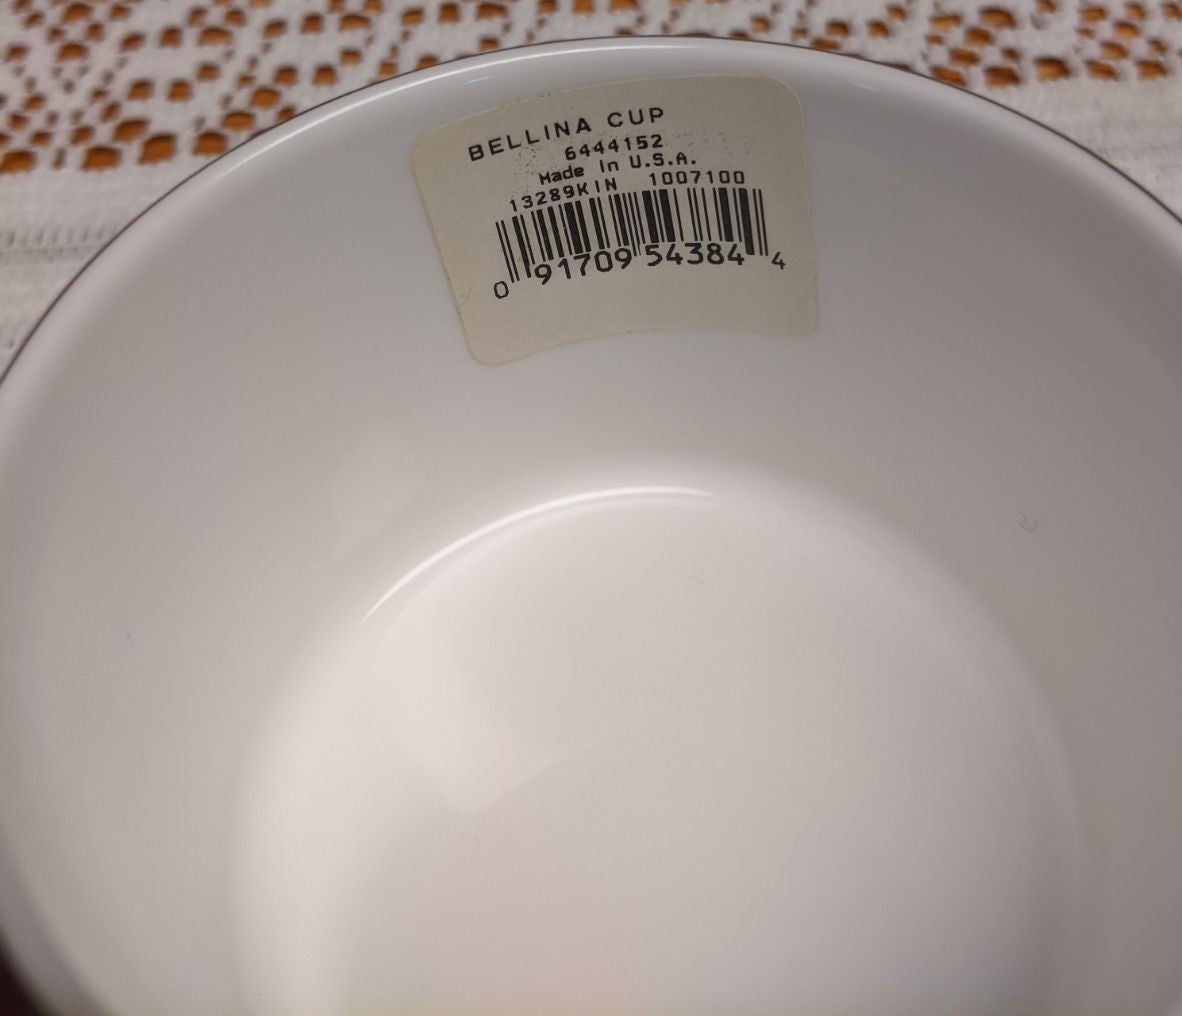 BELLINA CUP
6444152
Made In U.S.A.
13289KIN 1007100
0 91709 54384 4